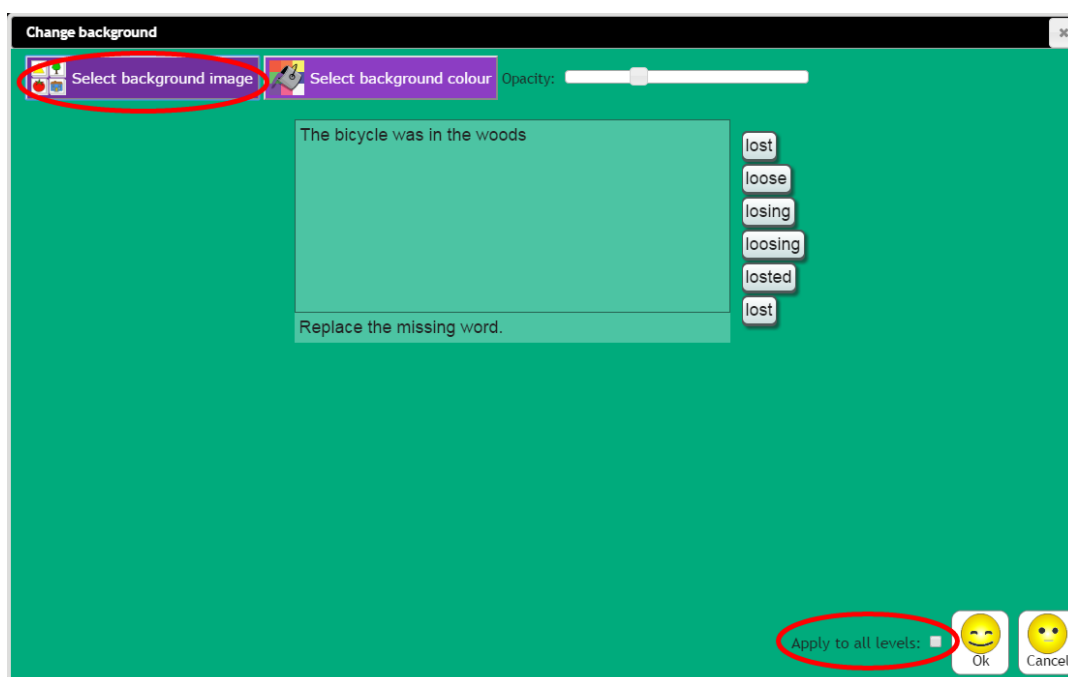 Change background
Select background image
Select background colour
Opacity:
The bicycle was in the woods
lost
loose
losing
loosing
losted
lost
Replace the missing word.
Apply to all levels:
Ok
Cancel